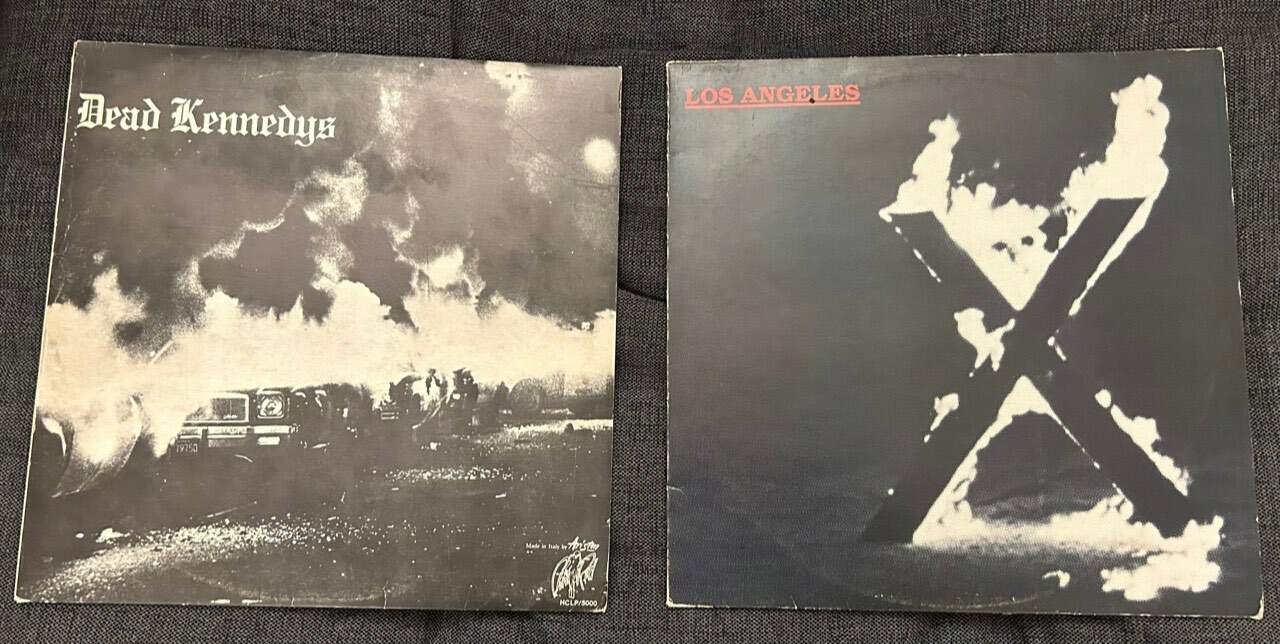 Dead Kennedys
Made in Italy by
HCLP/5000
LOS ANGELES
X